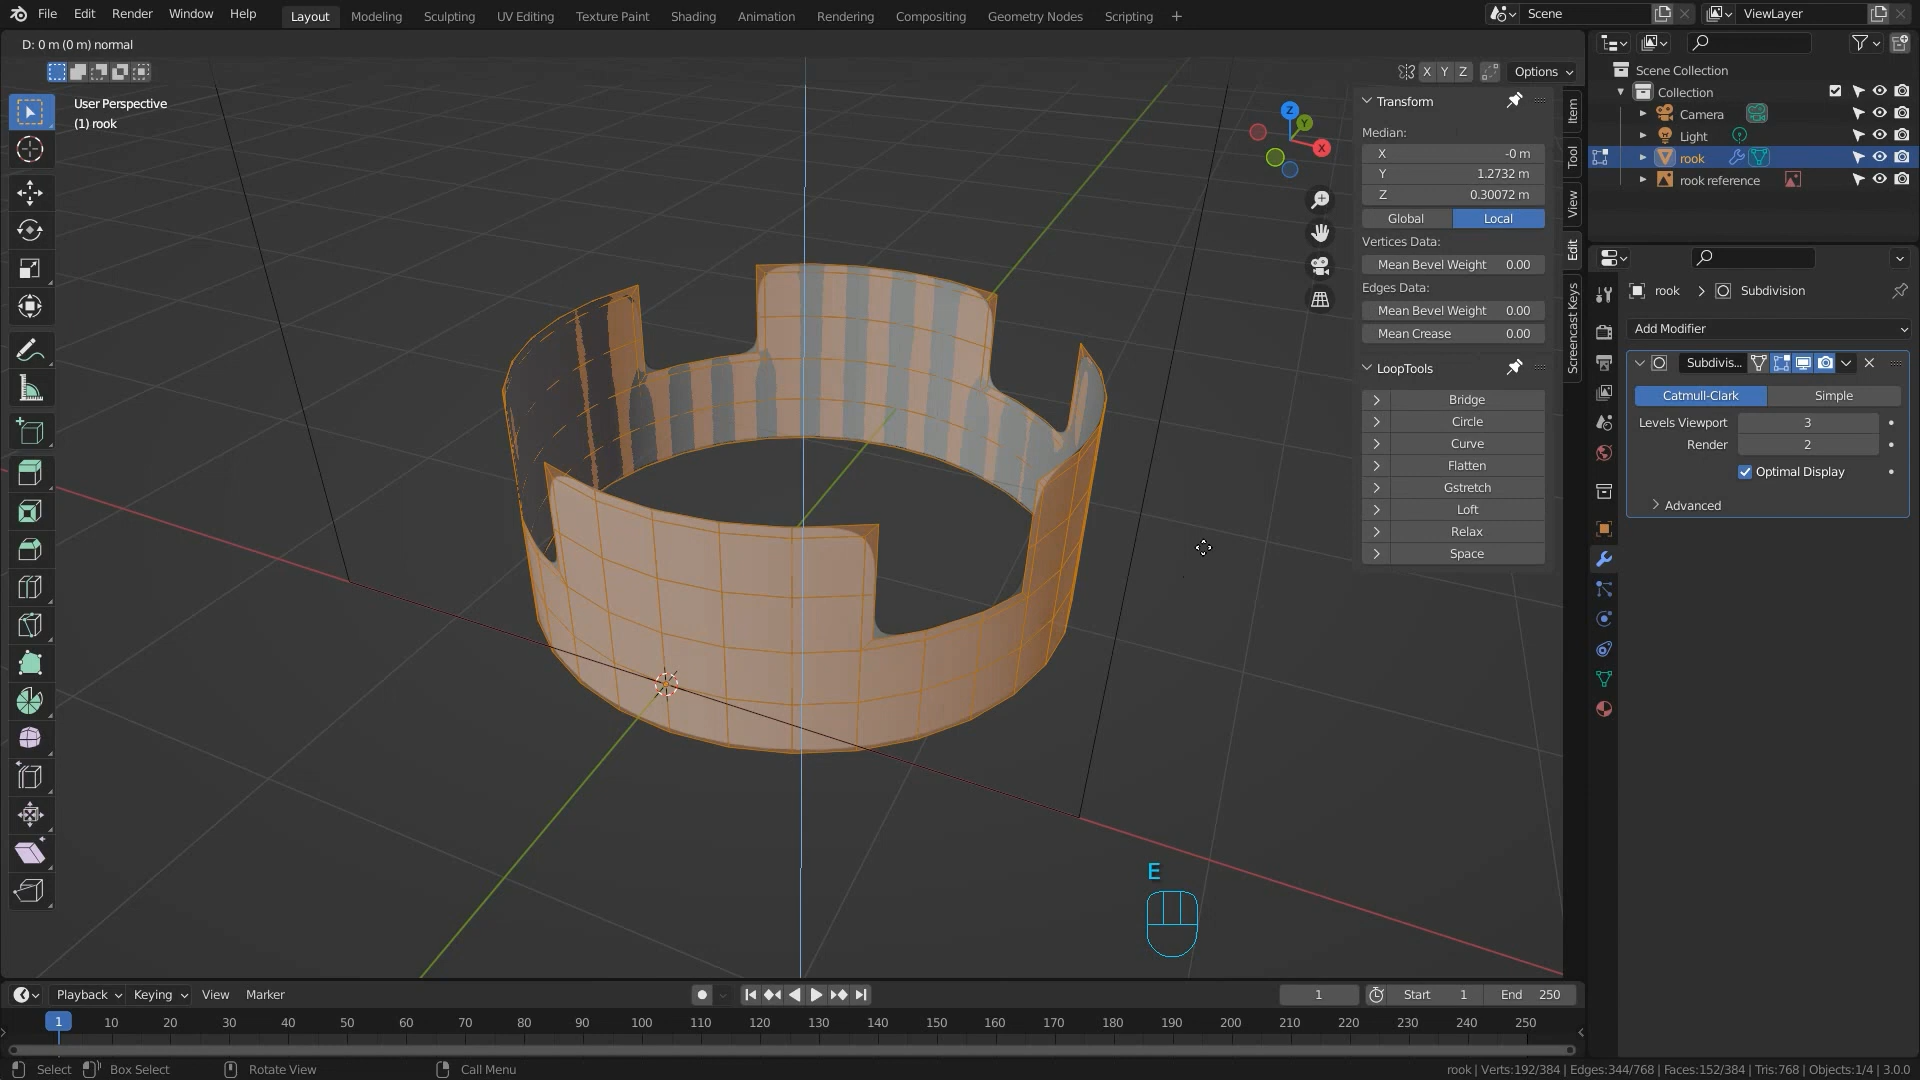 File Edit Render Window Help Layout Modeling Sculpting UV Editing Texture Paint Shading Animation Rendering Compositing Geometry Nodes Scripting + Scene ViewLayer
D: 0 m (0 m) normal
X Y Z Options
User Perspective
(1) rook
Z
Y
X
Transform
Median:
X -0 m
Y 1.2732 m
Z 0.30072 m
Global Local
Vertices Data:
Mean Bevel Weight 0.00
Edges Data:
Mean Bevel Weight 0.00
Mean Crease 0.00
LoopTools
Bridge
Circle
Curve
Flatten
Gstretch
Loft
Relax
Space
Item
Tool
View
Edit
Screencast Keys
Scene Collection
Collection
Camera
Light
rook
rook reference
rook Subdivision
Add Modifier
Subdivis...
Catmull-Clark Simple
Levels Viewport 3
Render 2
Optimal Display
Advanced
E
Playback Keying View Marker 1 Start 1 End 250
1 10 20 30 40 50 60 70 80 90 100 110 120 130 140 150 160 170 180 190 200 210 220 230 240 250
Select Box Select Rotate View Call Menu rook | Verts:192/384 | Edges:344/768 | Faces:152/384 | Tris:768 | Objects:1/4 | 3.0.0